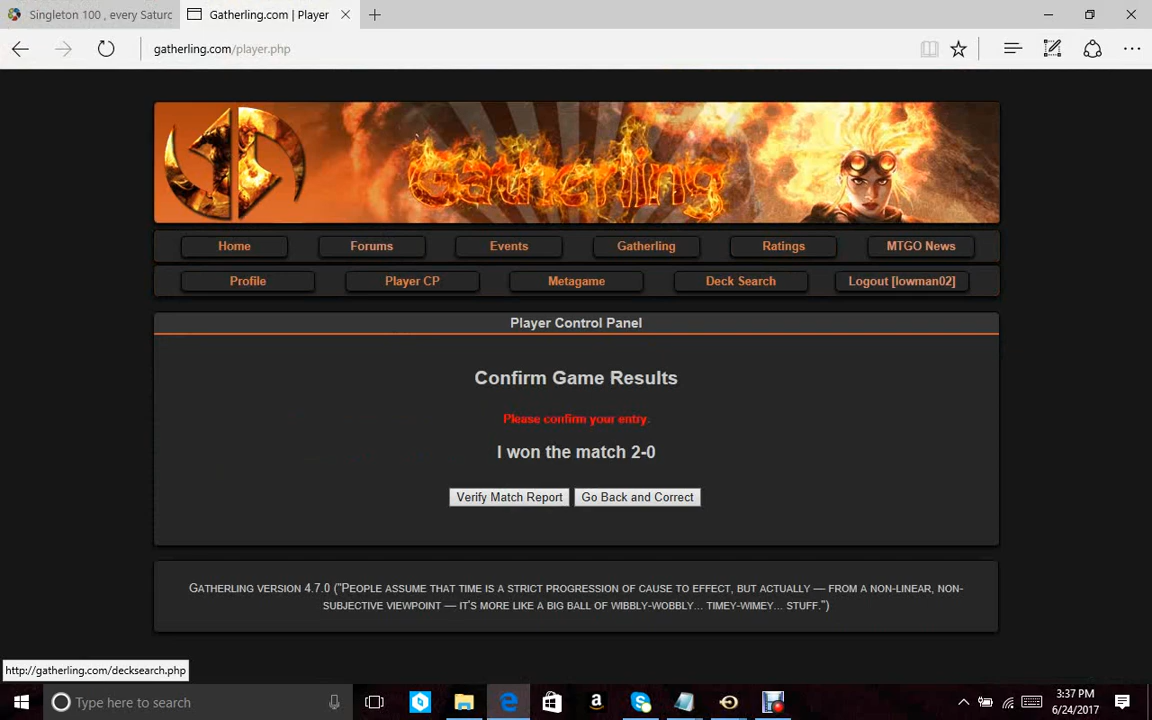 Singleton 100 , every Saturc
Gatherling.com | Player
gatherling.com/player.php
Gatherling
Home Forums Events Gatherling Ratings MTGO News
Profile Player CP Metagame Deck Search Logout [lowman02]
Player Control Panel
Confirm Game Results
Please confirm your entry.
I won the match 2-0
Verify Match Report Go Back and Correct
Gatherling version 4.7.0 ("People assume that time is a strict progression of cause to effect, but actually — from a non-linear, non-
subjective viewpoint — it's more like a big ball of wibbly-wobbly... timey-wimey... stuff.")
http://gatherling.com/decksearch.php
Type here to search
3:37 PM
6/24/2017